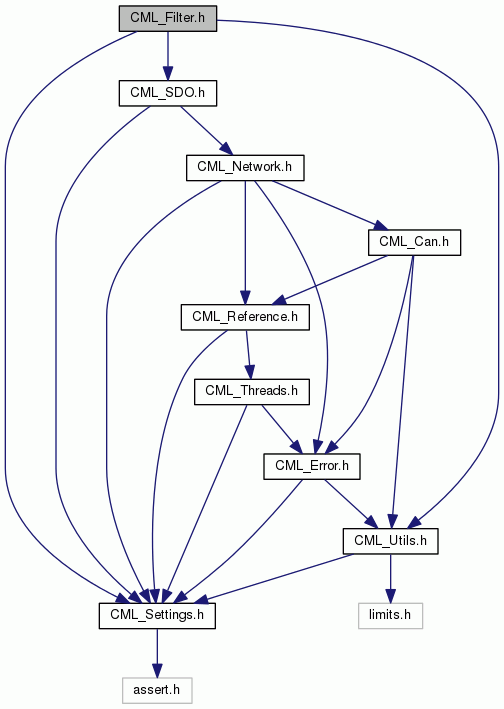 CML_Filter.h
CML_SDO.h
CML_Network.h
CML_Can.h
CML_Reference.h
CML_Threads.h
CML_Error.h
CML_Utils.h
CML_Settings.h
limits.h
assert.h